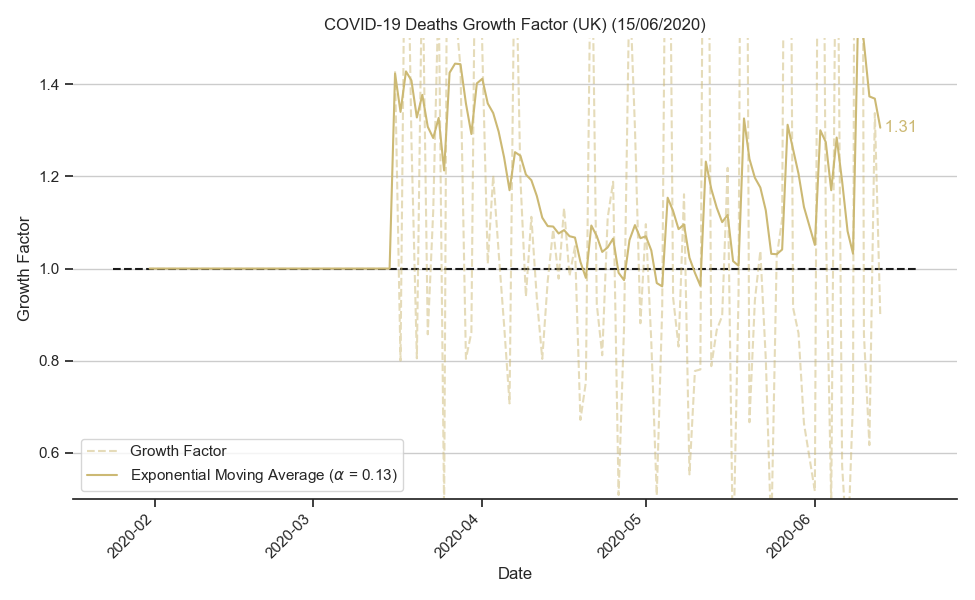 COVID-19 Deaths Growth Factor (UK) (15/06/2020)
Growth Factor
1.4
1.2
1.0
0.8
0.6
1.31
Growth Factor
Exponential Moving Average (α = 0.13)
2020-02
2020-03
2020-04
2020-05
2020-06
Date